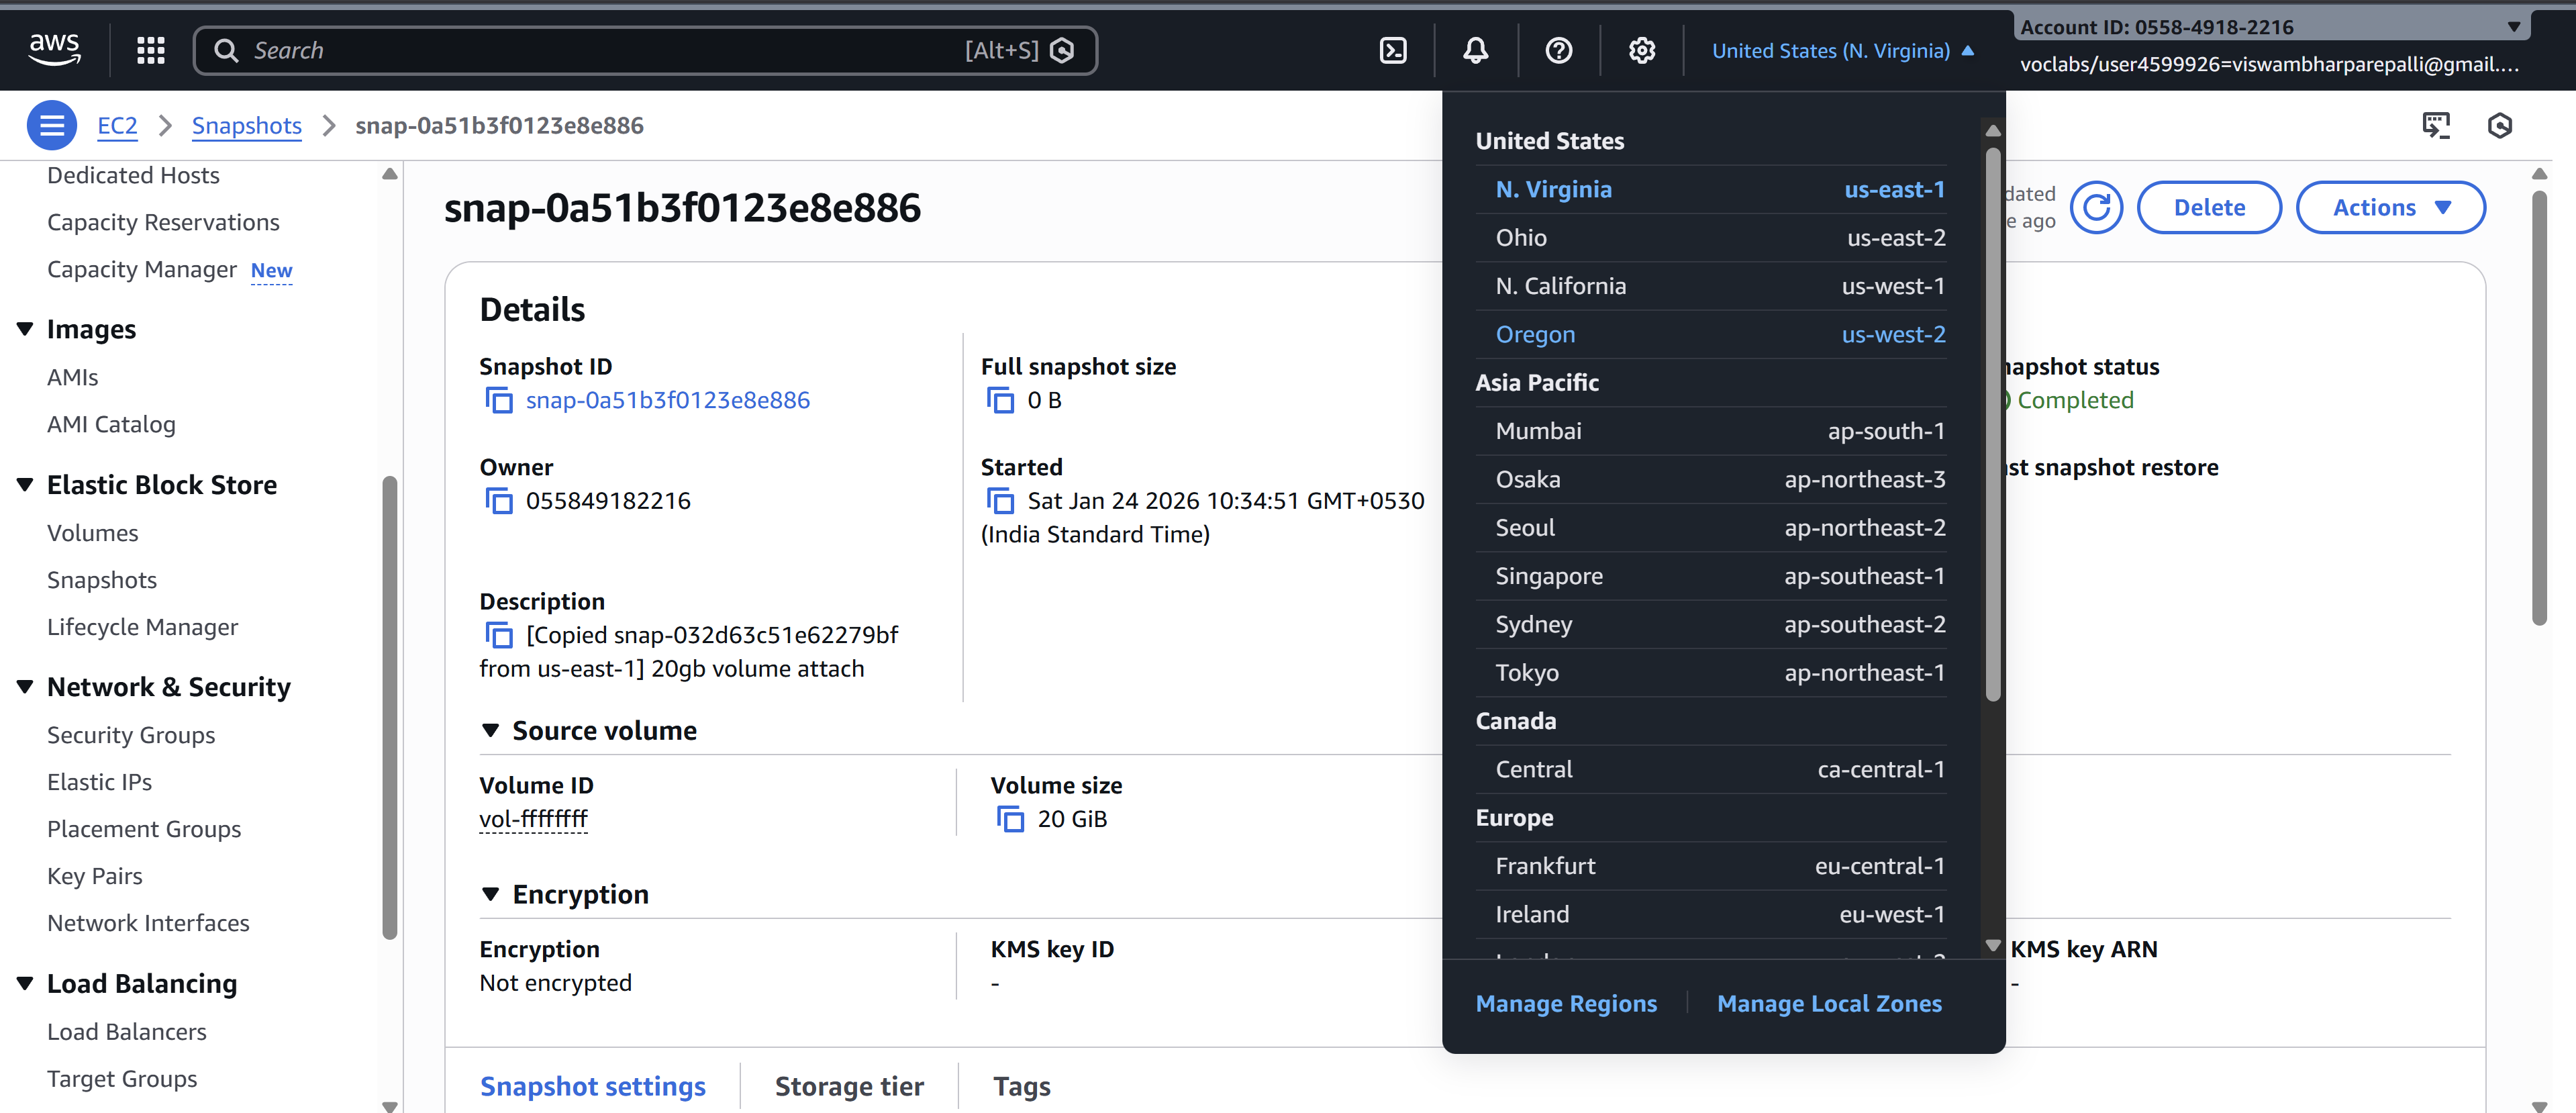 aws
Search
[Alt+S]
United States (N. Virginia)
Account ID: 0558-4918-2216
voclabs/user4599926=viswambharparepalli@gmail....
EC2
Snapshots
snap-0a51b3f0123e8e886
Dedicated Hosts
Capacity Reservations
Capacity Manager New
Images
AMIs
AMI Catalog
Elastic Block Store
Volumes
Snapshots
Lifecycle Manager
Network & Security
Security Groups
Elastic IPs
Placement Groups
Key Pairs
Network Interfaces
Load Balancing
Load Balancers
Target Groups
snap-0a51b3f0123e8e886
dated
e ago
Delete
Actions
Details
Snapshot ID
snap-0a51b3f0123e8e886
Full snapshot size
0 B
napshot status
Completed
Owner
055849182216
Started
Sat Jan 24 2026 10:34:51 GMT+0530
(India Standard Time)
st snapshot restore
Description
[Copied snap-032d63c51e62279bf
from us-east-1] 20gb volume attach
Source volume
Volume ID
vol-ffffffff
Volume size
20 GiB
Encryption
Encryption
Not encrypted
KMS key ID
-
KMS key ARN
-
Snapshot settings
Storage tier
Tags
United States
N. Virginia us-east-1
Ohio us-east-2
N. California us-west-1
Oregon us-west-2
Asia Pacific
Mumbai ap-south-1
Osaka ap-northeast-3
Seoul ap-northeast-2
Singapore ap-southeast-1
Sydney ap-southeast-2
Tokyo ap-northeast-1
Canada
Central ca-central-1
Europe
Frankfurt eu-central-1
Ireland eu-west-1
Manage Regions
Manage Local Zones